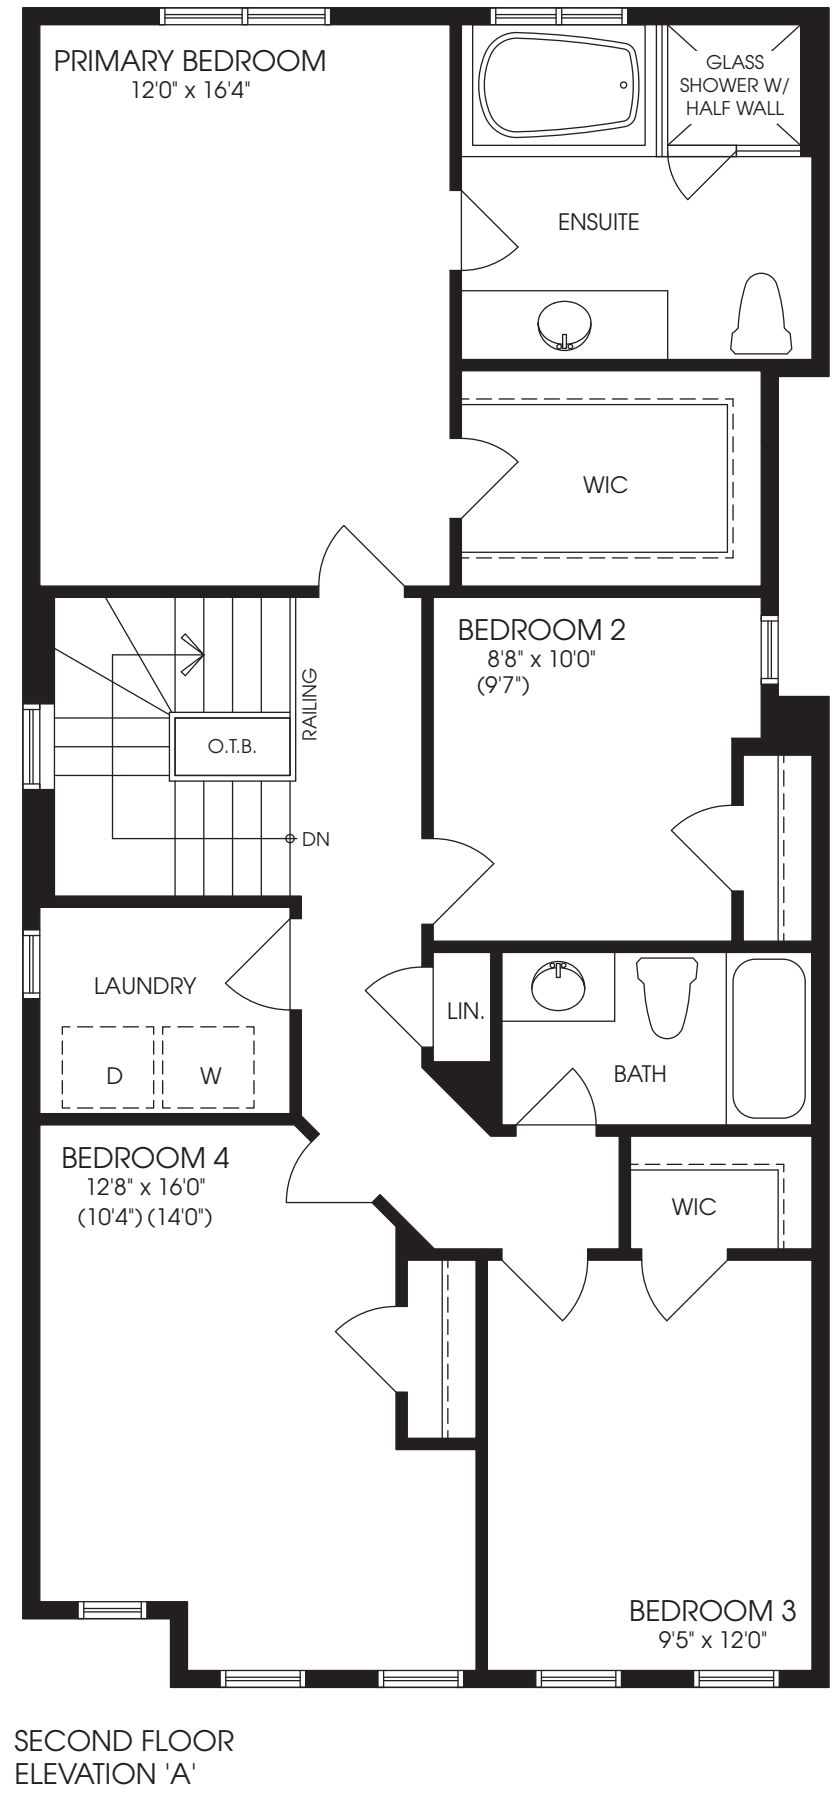 PRIMARY BEDROOM
12'0" x 16'4"
GLASS
SHOWER W/
HALF WALL
ENSUITE
WIC
BEDROOM 2
8'8" x 10'0"
(9'7")
RAILING
O.T.B.
DN
LAUNDRY
D
W
LIN.
BATH
BEDROOM 4
12'8" x 16'0"
(10'4") (14'0")
WIC
BEDROOM 3
9'5" x 12'0"
SECOND FLOOR
ELEVATION 'A'